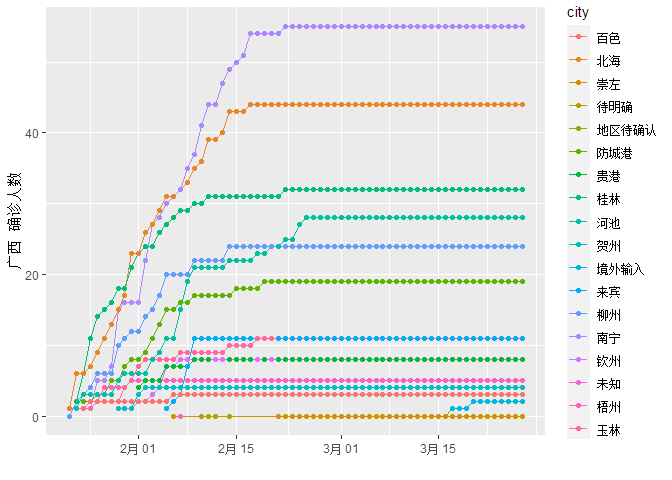 city
百色
北海
崇左
待明确
地区待确认
防城港
贵港
桂林
河池
贺州
境外输入
来宾
柳州
南宁
钦州
未知
梧州
玉林
广西 确诊人数
40
20
0
2月 01
2月 15
3月 01
3月 15